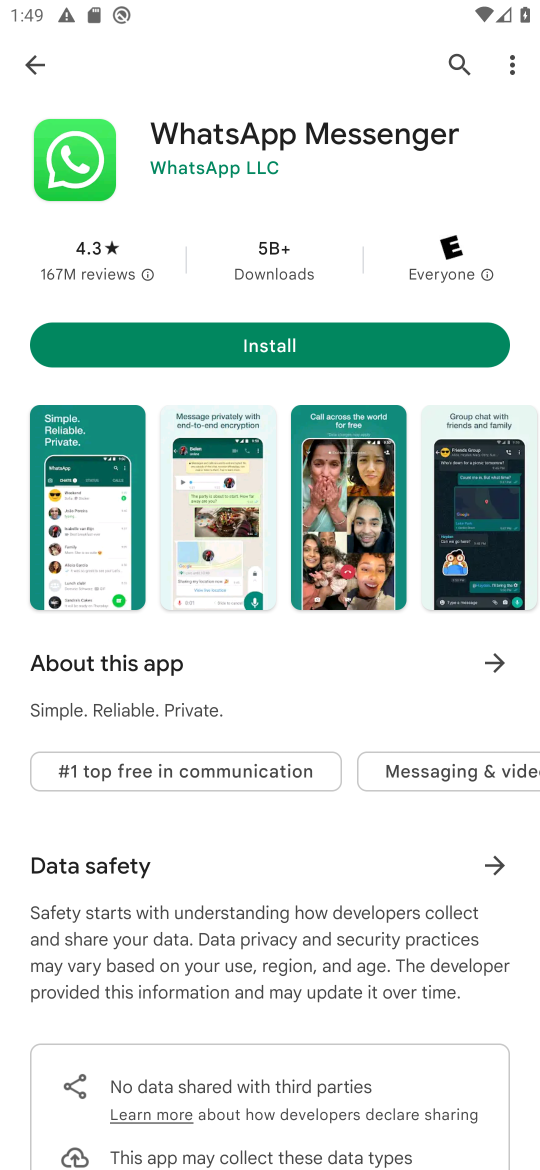 1:49
WhatsApp Messenger
WhatsApp LLC
4.3★
167M reviews
5B+
Downloads
E
Everyone
Install
Simple.
Reliable.
Private.
Message privately with
end-to-end encryption
Call across the world
for free
Group chat with
friends and family
About this app
Simple. Reliable. Private.
#1 top free in communication
Messaging & vide
Data safety
Safety starts with understanding how developers collect
and share your data. Data privacy and security practices
may vary based on your use, region, and age. The developer
provided this information and may update it over time.
No data shared with third parties
Learn more about how developers declare sharing
This app may collect these data types